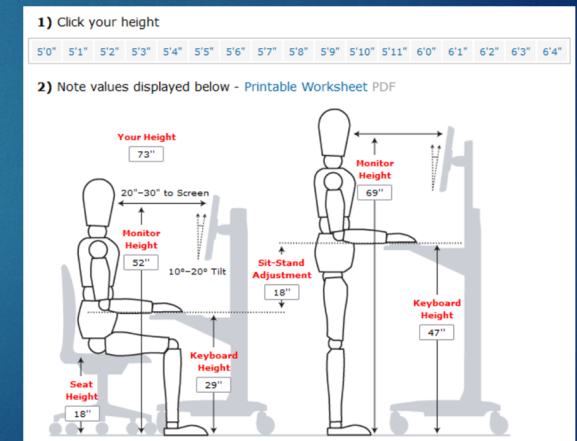 1) Click your height
5'0" 5'1" 5'2" 5'3" 5'4" 5'5" 5'6" 5'7" 5'8" 5'9" 5'10" 5'11" 6'0" 6'1" 6'2" 6'3" 6'4"
2) Note values displayed below - Printable Worksheet PDF
Your Height
73"
20"–30" to Screen
Monitor
Height
52"
10°–20° Tilt
Seat
Height
18"
Keyboard
Height
29"
Sit-Stand
Adjustment
18"
Monitor
Height
69"
Keyboard
Height
47"